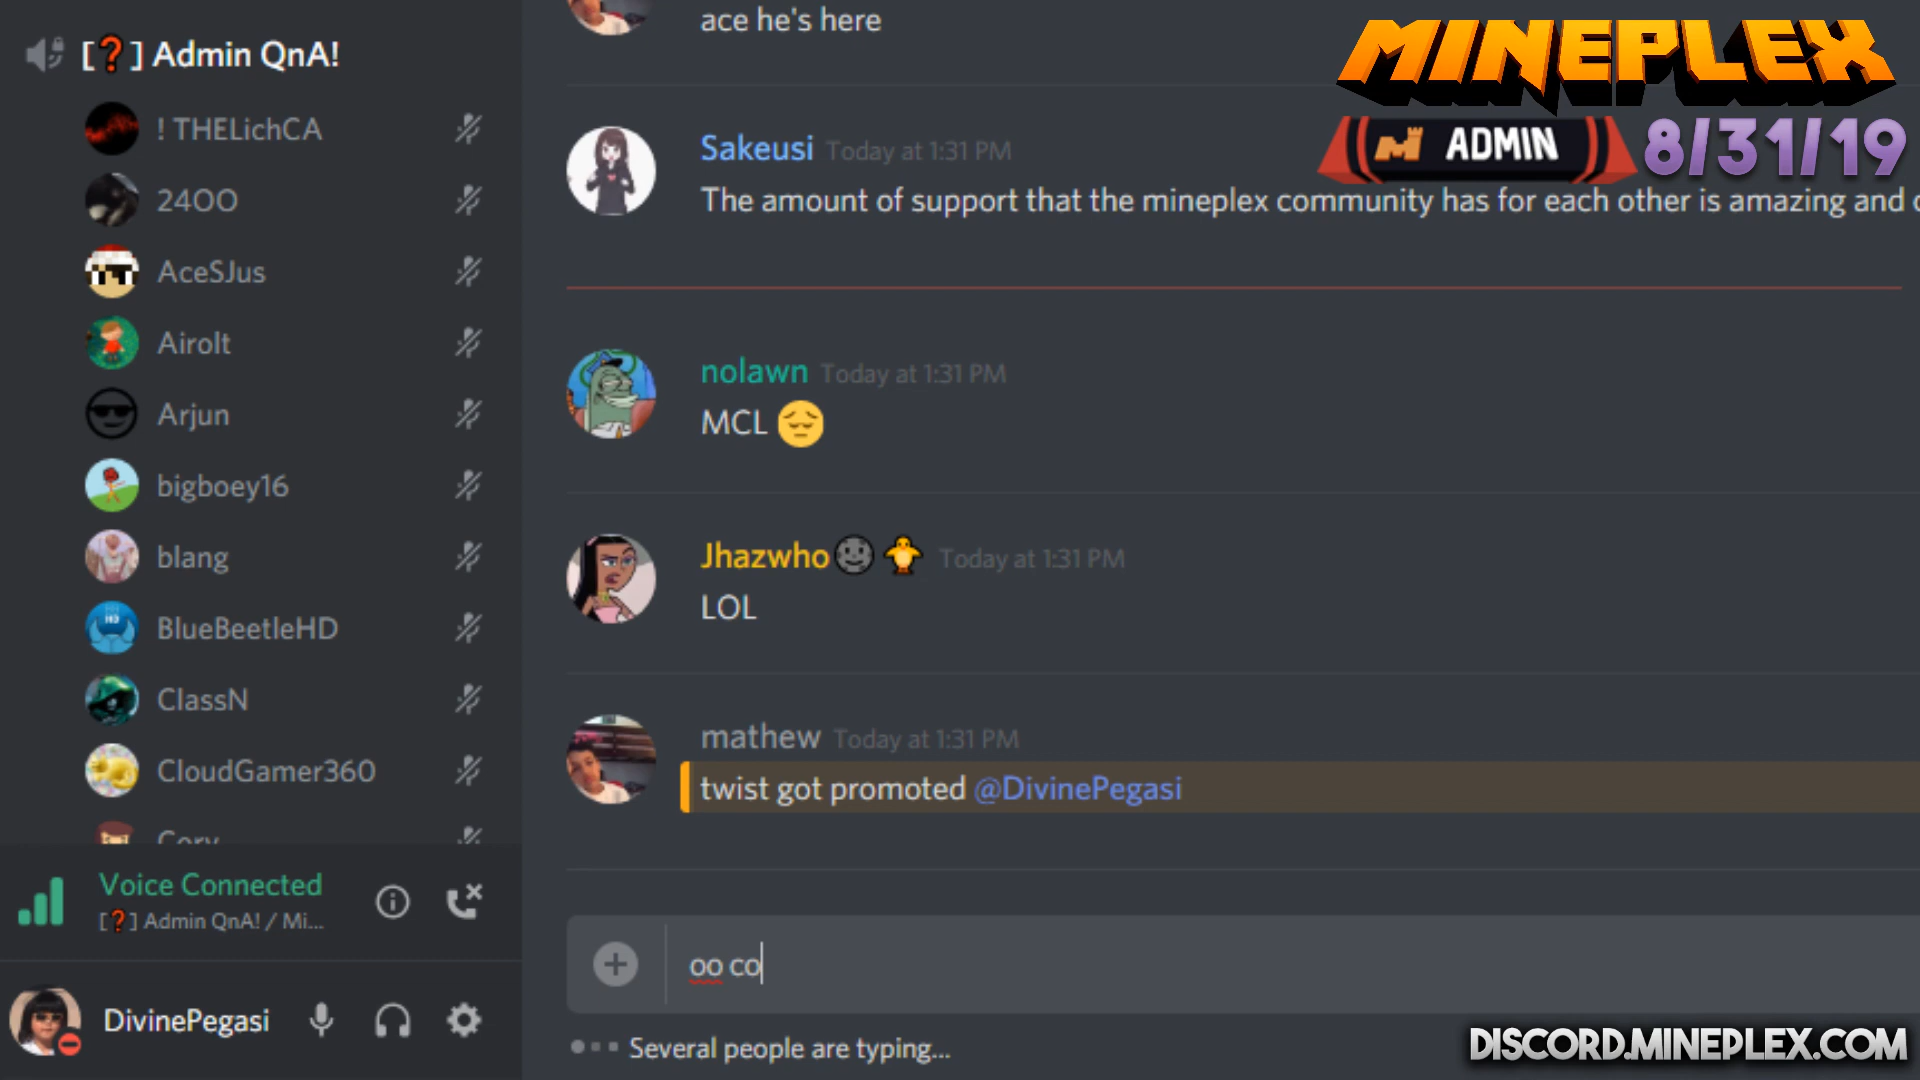 [❓] Admin QnA!
! THELichCA
24OO
AceSJus
Airolt
Arjun
bigboey16
blang
BlueBeetleHD
ClassN
CloudGamer360
Cory
Voice Connected
[❓] Admin QnA! / Mi...
DivinePegasi
ace he's here
Sakeusi Today at 1:31 PM
The amount of support that the mineplex community has for each other is amazing and
nolawn Today at 1:31 PM
MCL 😔
Jhazwho🌚🐥 Today at 1:31 PM
LOL
mathew Today at 1:31 PM
twist got promoted @DivinePegasi
oo co
Several people are typing...
MINEPLEX
ADMIN 8/31/19
HD
DISCORD.MINEPLEX.COM